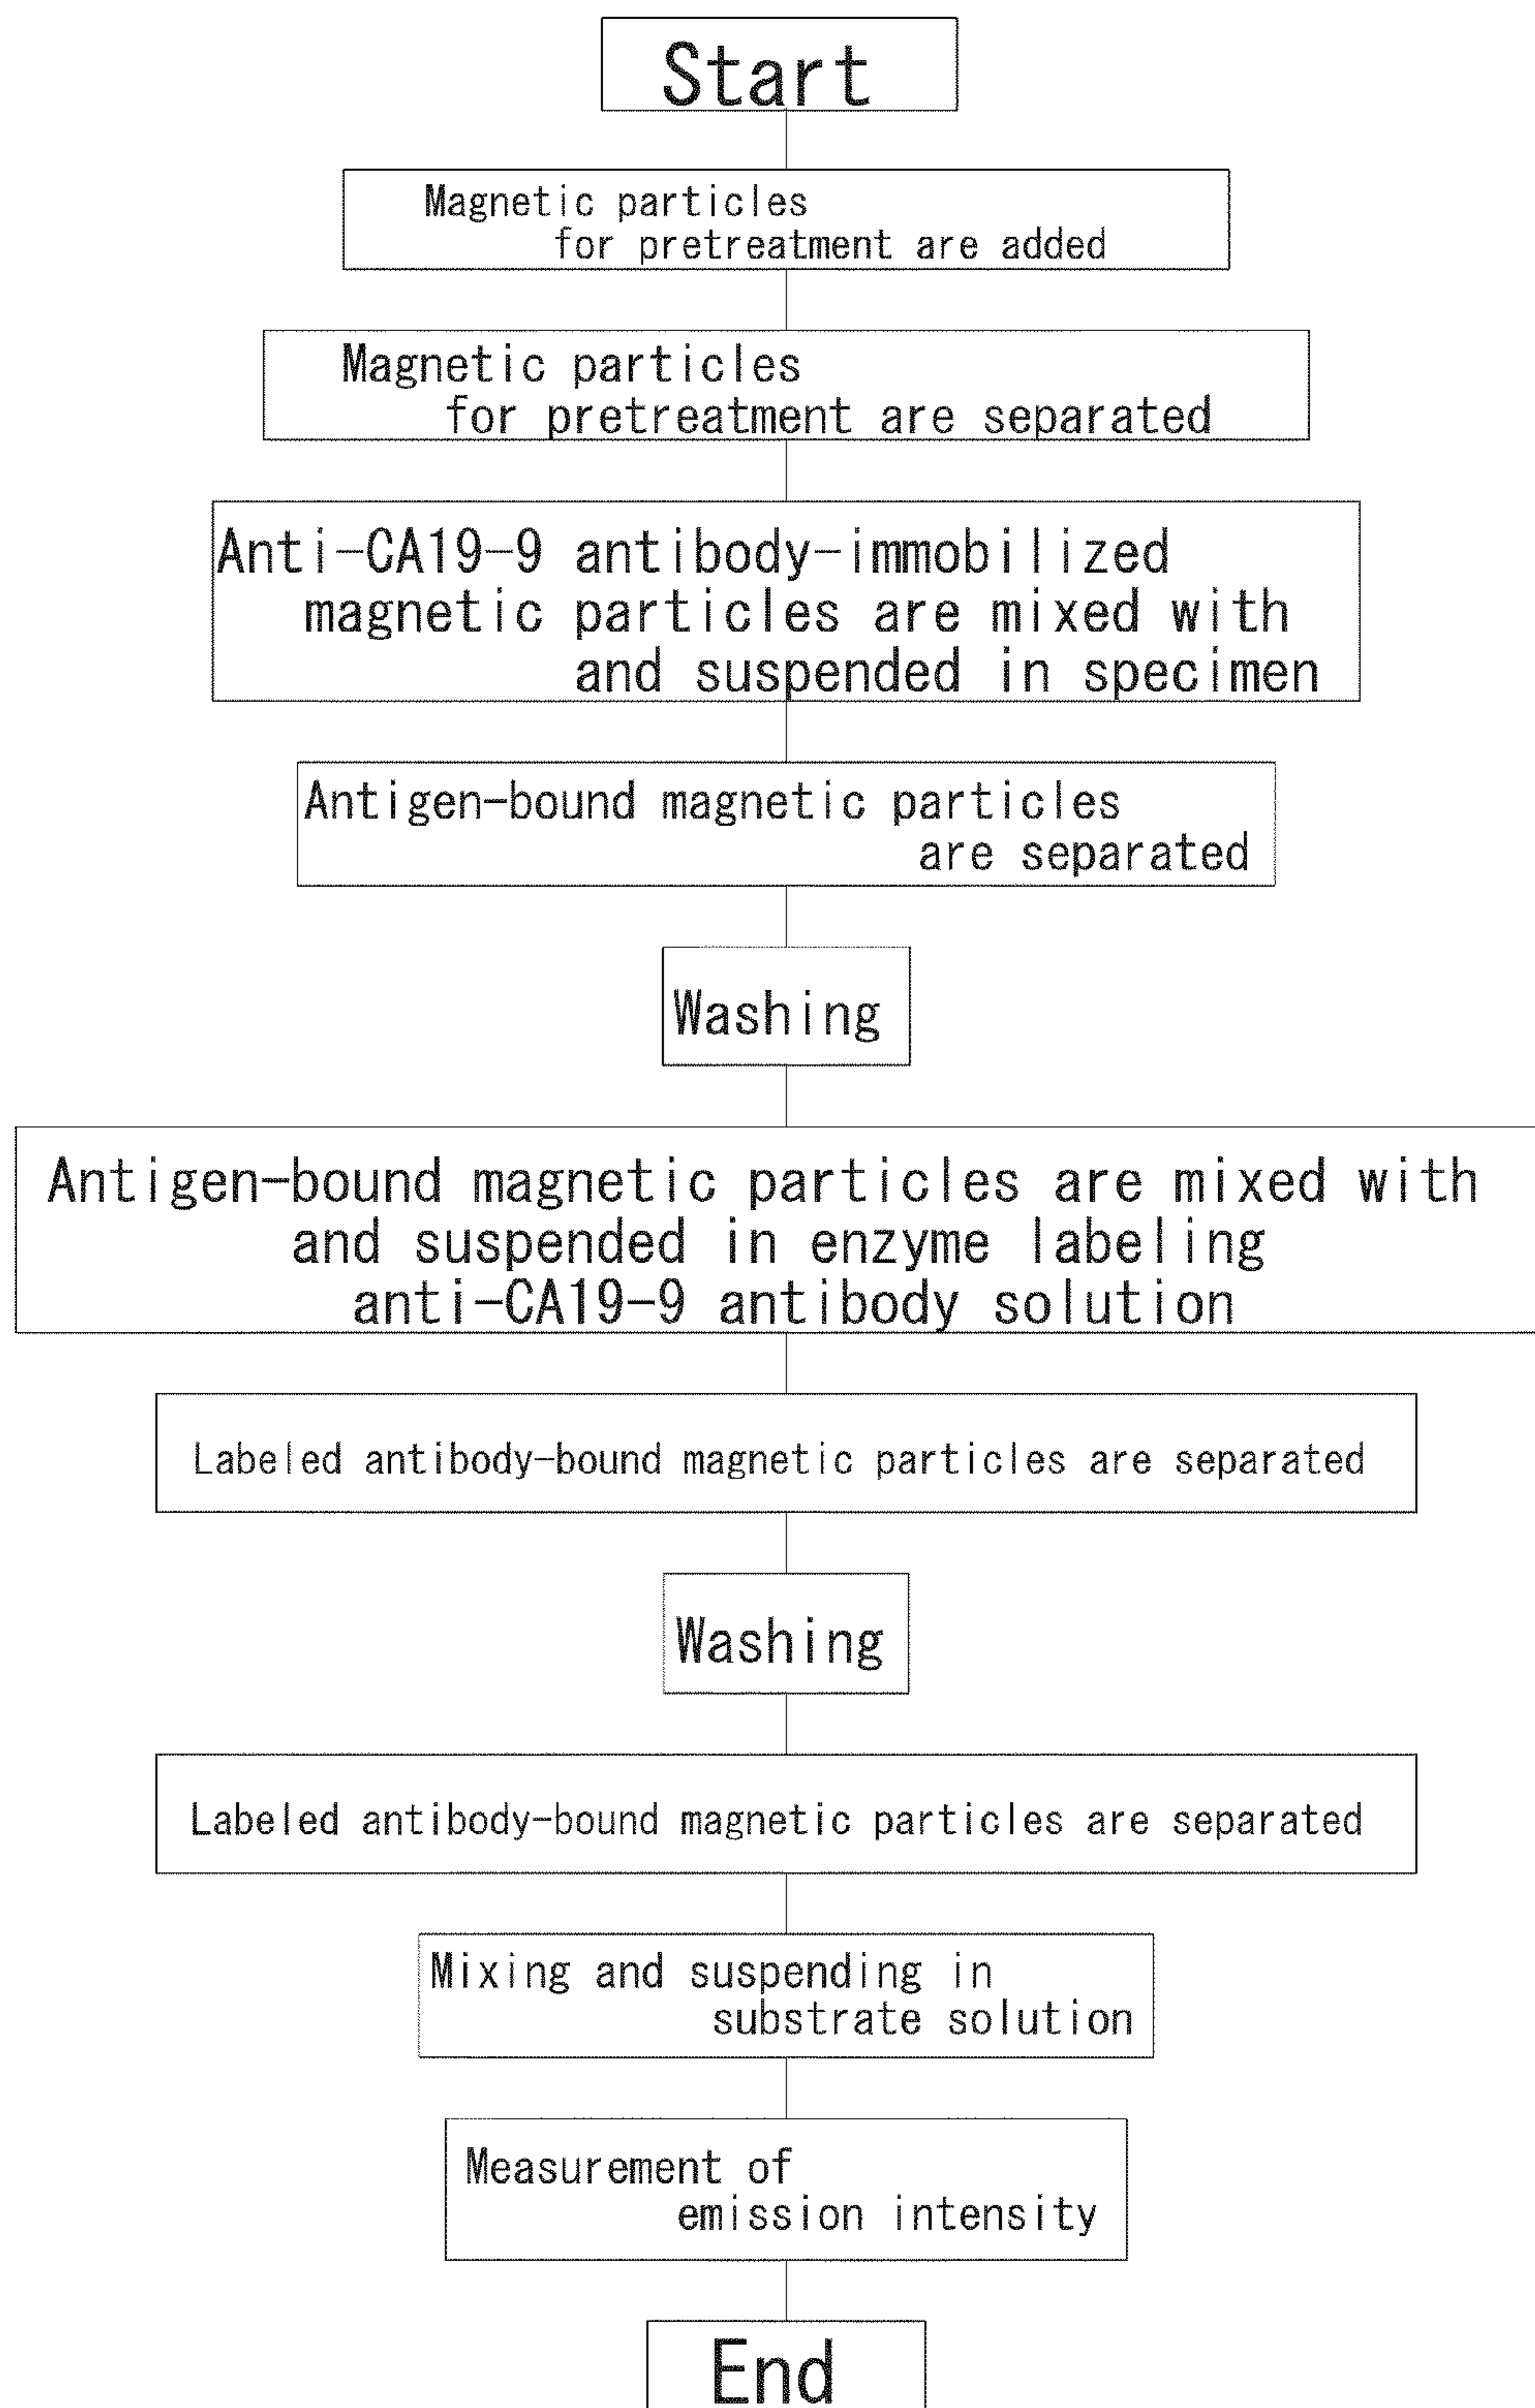 Start
Magnetic particles
for pretreatment are added
Magnetic particles
for pretreatment are separated
Anti-CA19-9 antibody-immobilized
magnetic particles are mixed with
and suspended in specimen
Antigen-bound magnetic particles
are separated
Washing
Antigen-bound magnetic particles are mixed with
and suspended in enzyme labeling
anti-CA19-9 antibody solution
Labeled antibody-bound magnetic particles are separated
Washing
Labeled antibody-bound magnetic particles are separated
Mixing and suspending in
substrate solution
Measurement of
emission intensity
End